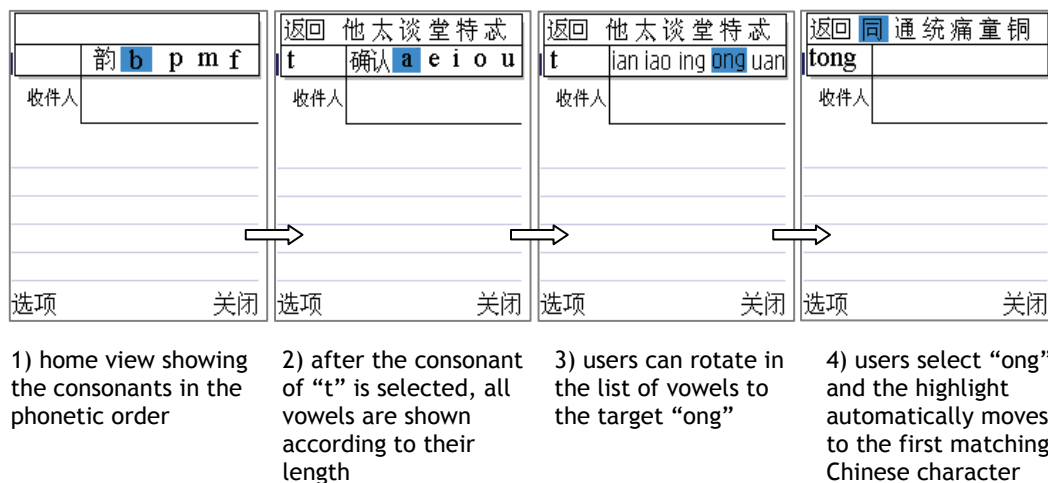 韵 b p m f
收件人
选项 关闭
返回 他太谈堂特忒
t 确认 a e i o u
收件人
选项 关闭
返回 他太谈堂特忒
t ian iao ing ong uan
收件人
选项 关闭
返回 同通统痛童铜
tong
收件人
选项 关闭
1) home view showing
the consonants in the
phonetic order
2) after the consonant
of “t” is selected, all
vowels are shown
according to their
length
3) users can rotate in
the list of vowels to
the target “ong”
4) users select “ong”
and the highlight
automatically moves
to the first matching
Chinese character